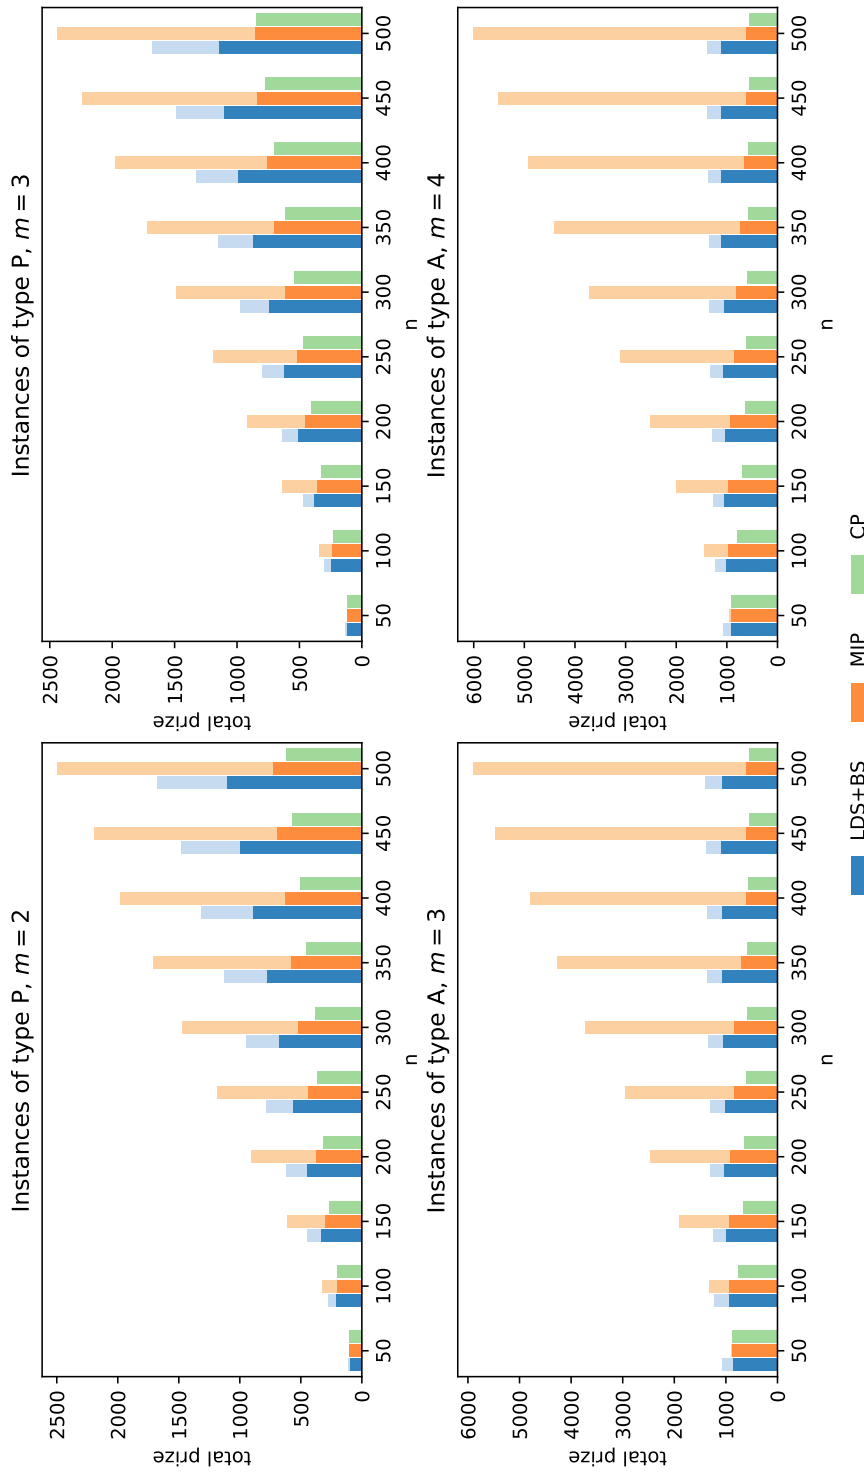 Instances of type P, m = 2
total prize
2500
2000
1500
1000
500
0
50 100 150 200 250 300 350 400 450 500
n
Instances of type P, m = 3
total prize
2500
2000
1500
1000
500
0
50 100 150 200 250 300 350 400 450 500
n
Instances of type A, m = 3
total prize
6000
5000
4000
3000
2000
1000
0
50 100 150 200 250 300 350 400 450 500
n
Instances of type A, m = 4
total prize
6000
5000
4000
3000
2000
1000
0
50 100 150 200 250 300 350 400 450 500
n
LDS+BS MIP CP